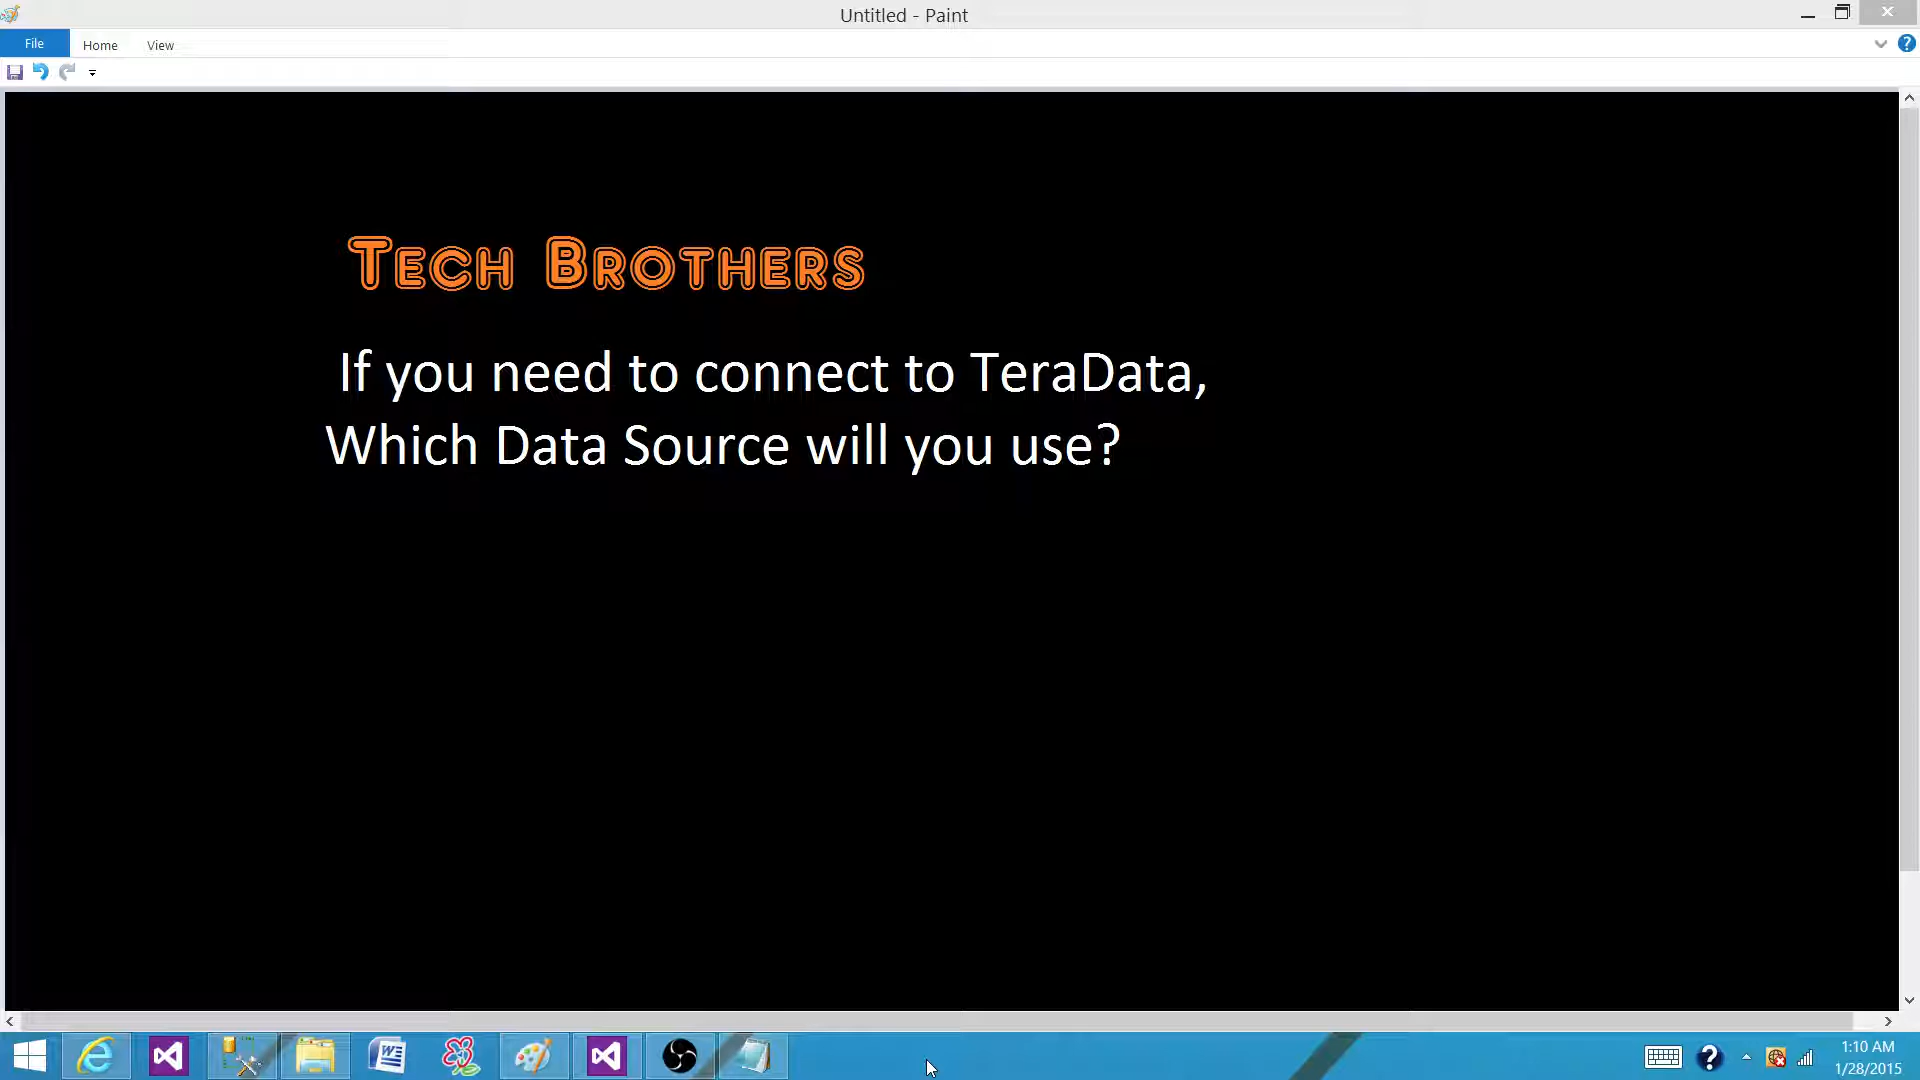 Untitled - Paint
File Home View
Tech Brothers
If you need to connect to TeraData,
Which Data Source will you use?
1:10 AM
1/28/2015